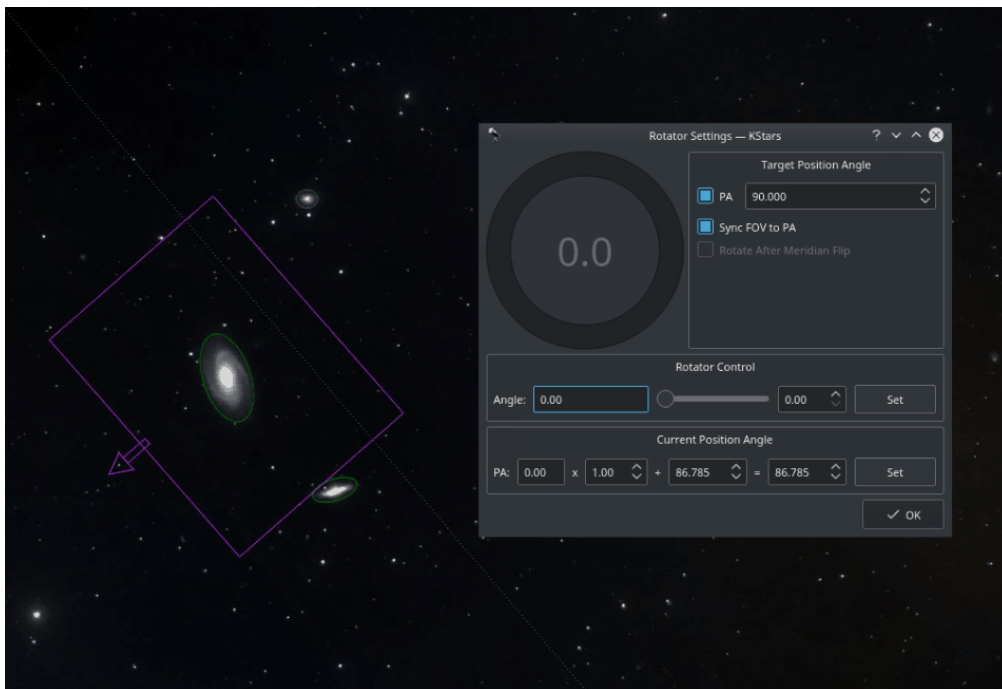 Rotator Settings — KStars ?
0.0
Target Position Angle
PA 90.000
Sync FOV to PA
Rotate After Meridian Flip
Rotator Control
Angle: 0.00 0.00 Set
Current Position Angle
PA: 0.00 x 1.00 + 86.785 = 86.785 Set
OK